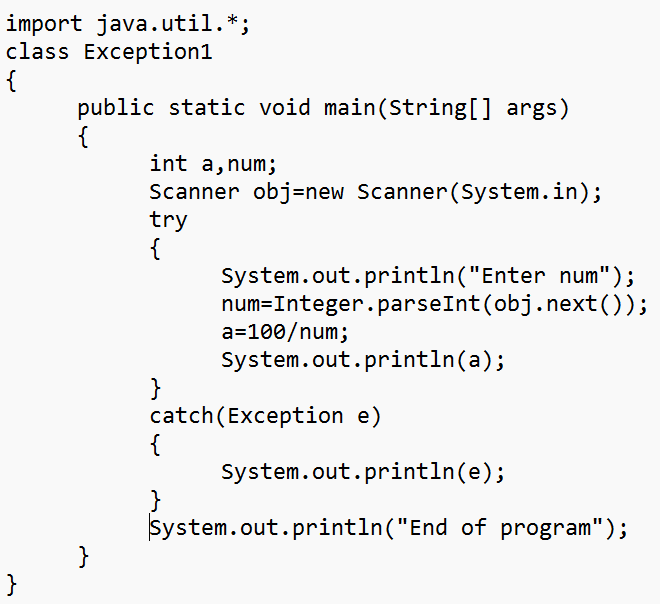 import java.util.*;
class Exception1
{
public static void main(String[] args)
{
int a,num;
Scanner obj=new Scanner(System.in);
try
{
System.out.println("Enter num");
num=Integer.parseInt(obj.next());
a=100/num;
System.out.println(a);
}
catch(Exception e)
{
System.out.println(e);
}
System.out.println("End of program");
}
}